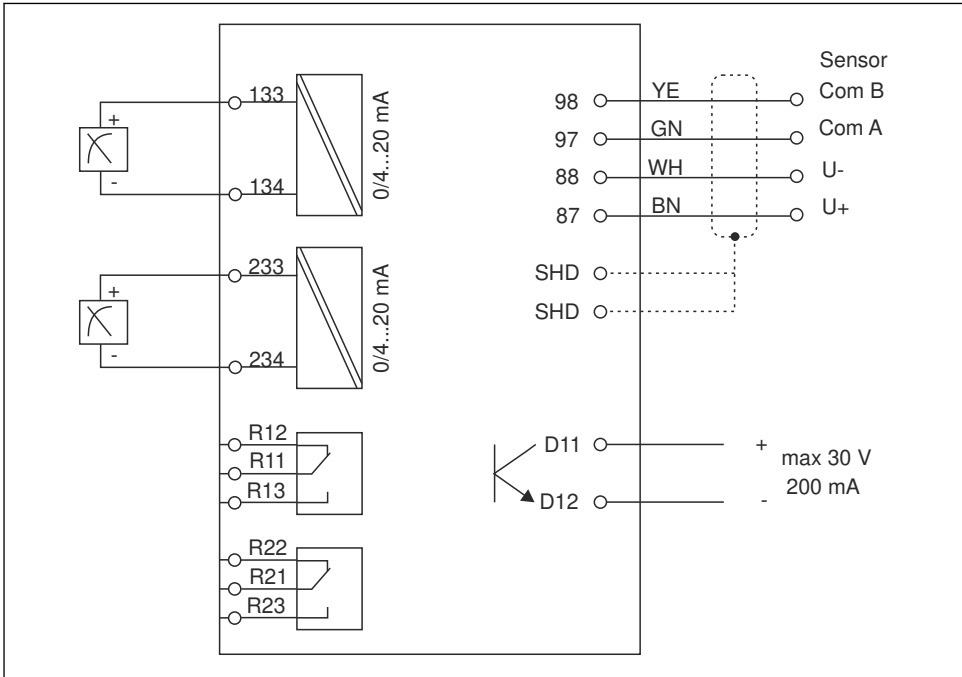 133
+
-
134
0/4...20 mA
233
+
-
234
0/4...20 mA
R12
R11
R13
R22
R21
R23
Sensor
98 YE Com B
97 GN Com A
88 WH U-
87 BN U+
SHD
SHD
D11 +
max 30 V
200 mA
D12 -